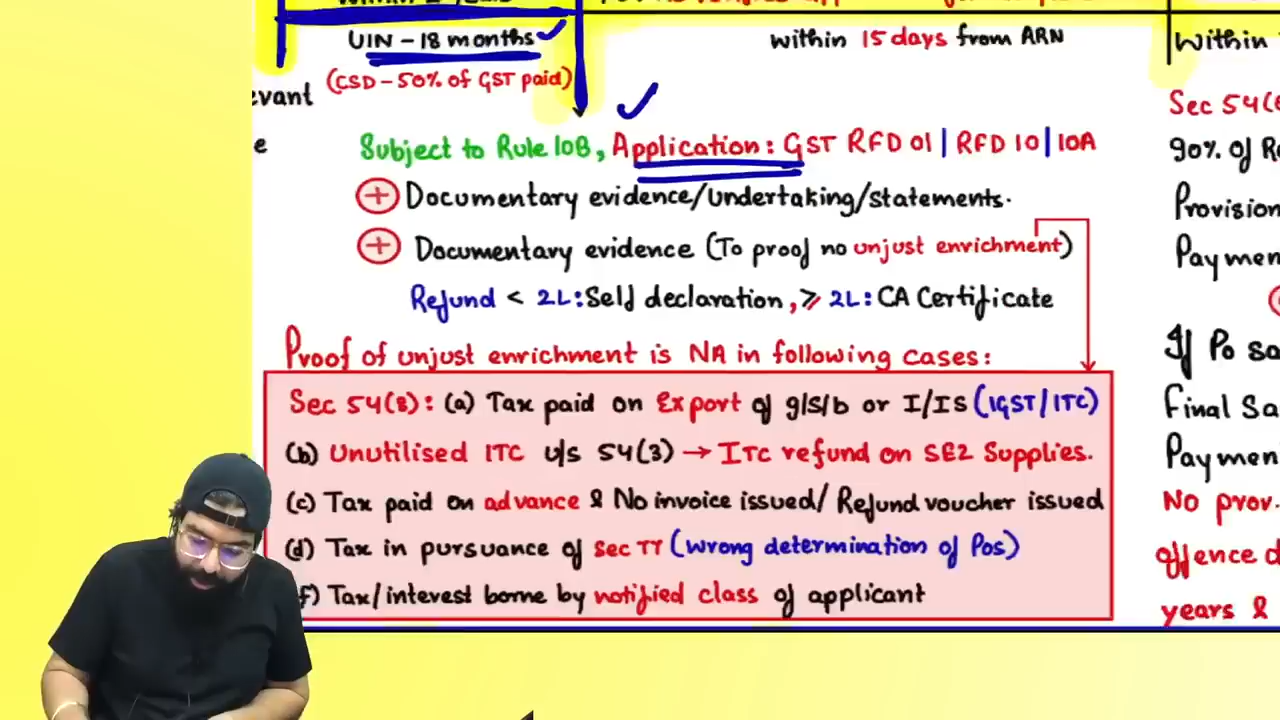 UIN – 18 months
(CSD – 50% of GST paid)
within 15 days from ARN
Within
evant
e
Subject to Rule 10B, Application: GST RFD 01 | RFD 10 | 10A
+ Documentary evidence/undertaking/statements.
+ Documentary evidence (To proof no unjust enrichment)
Refund < 2L: Self declaration, ≥ 2L: CA Certificate
Proof of unjust enrichment is NA in following cases:
Sec 54(8): (a) Tax paid on Export of g/s/b or I/IS (IGST/ITC)
(b) Unutilised ITC u/s 54(3) → ITC refund on SEZ Supplies.
(c) Tax paid on advance & No invoice issued/ Refund voucher issued
(d) Tax in pursuance of Sec 77 (wrong determination of Pos)
f) Tax/interest borne by notified class of applicant
Sec 54(6
90% of Re
Provision
Paymen
If Po sa
Final Sa
Paymen
No prov.
offence d
years &